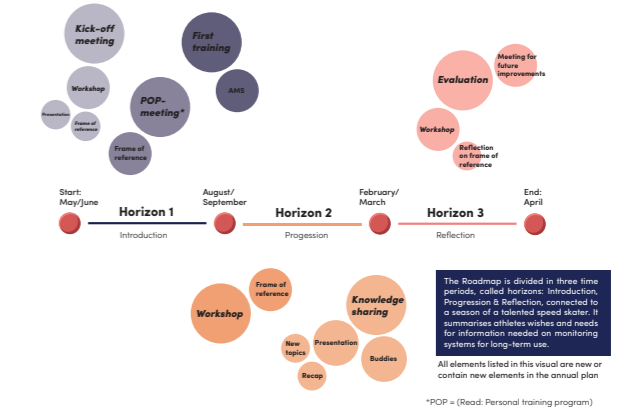 Kick-off
meeting
Workshop
Presentation
Frame of
reference
POP-
meeting*
Frame of
reference
First
training
AMS
Evaluation
Meeting for
future
improvements
Workshop
Reflection
on frame of
reference
Start:
May/June
Horizon 1
Introduction
August/
September
Horizon 2
Progession
February/
March
Horizon 3
Reflection
End:
April
Workshop
Frame of
reference
Knowledge
sharing
New
topics
Presentation
Buddies
Recap
The Roadmap is divided in three time
periods, called horizons: Introduction,
Progression & Reflection, connected to
a season of a talented speed skater. It
summarises athletes wishes and needs
for information needed on monitoring
systems for long-term use.
All elements listed in this visual are new or
contain new elements in the annual plan
*POP = (Read: Personal training program)